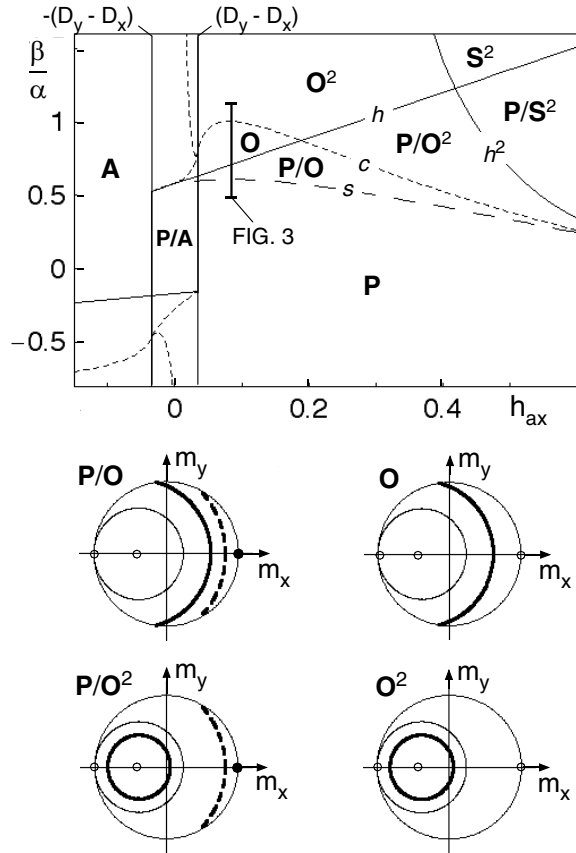 -(D_y - D_x) (D_y - D_x)
β/α
1
0.5
0
−0.5
A
P/A
O²
O
P/O
P/O²
S²
P/S²
P
h
h²
c
s
FIG. 3
0 0.2 0.4 h_ax
P/O m_y m_x
O m_y m_x
P/O² m_y m_x
O² m_y m_x